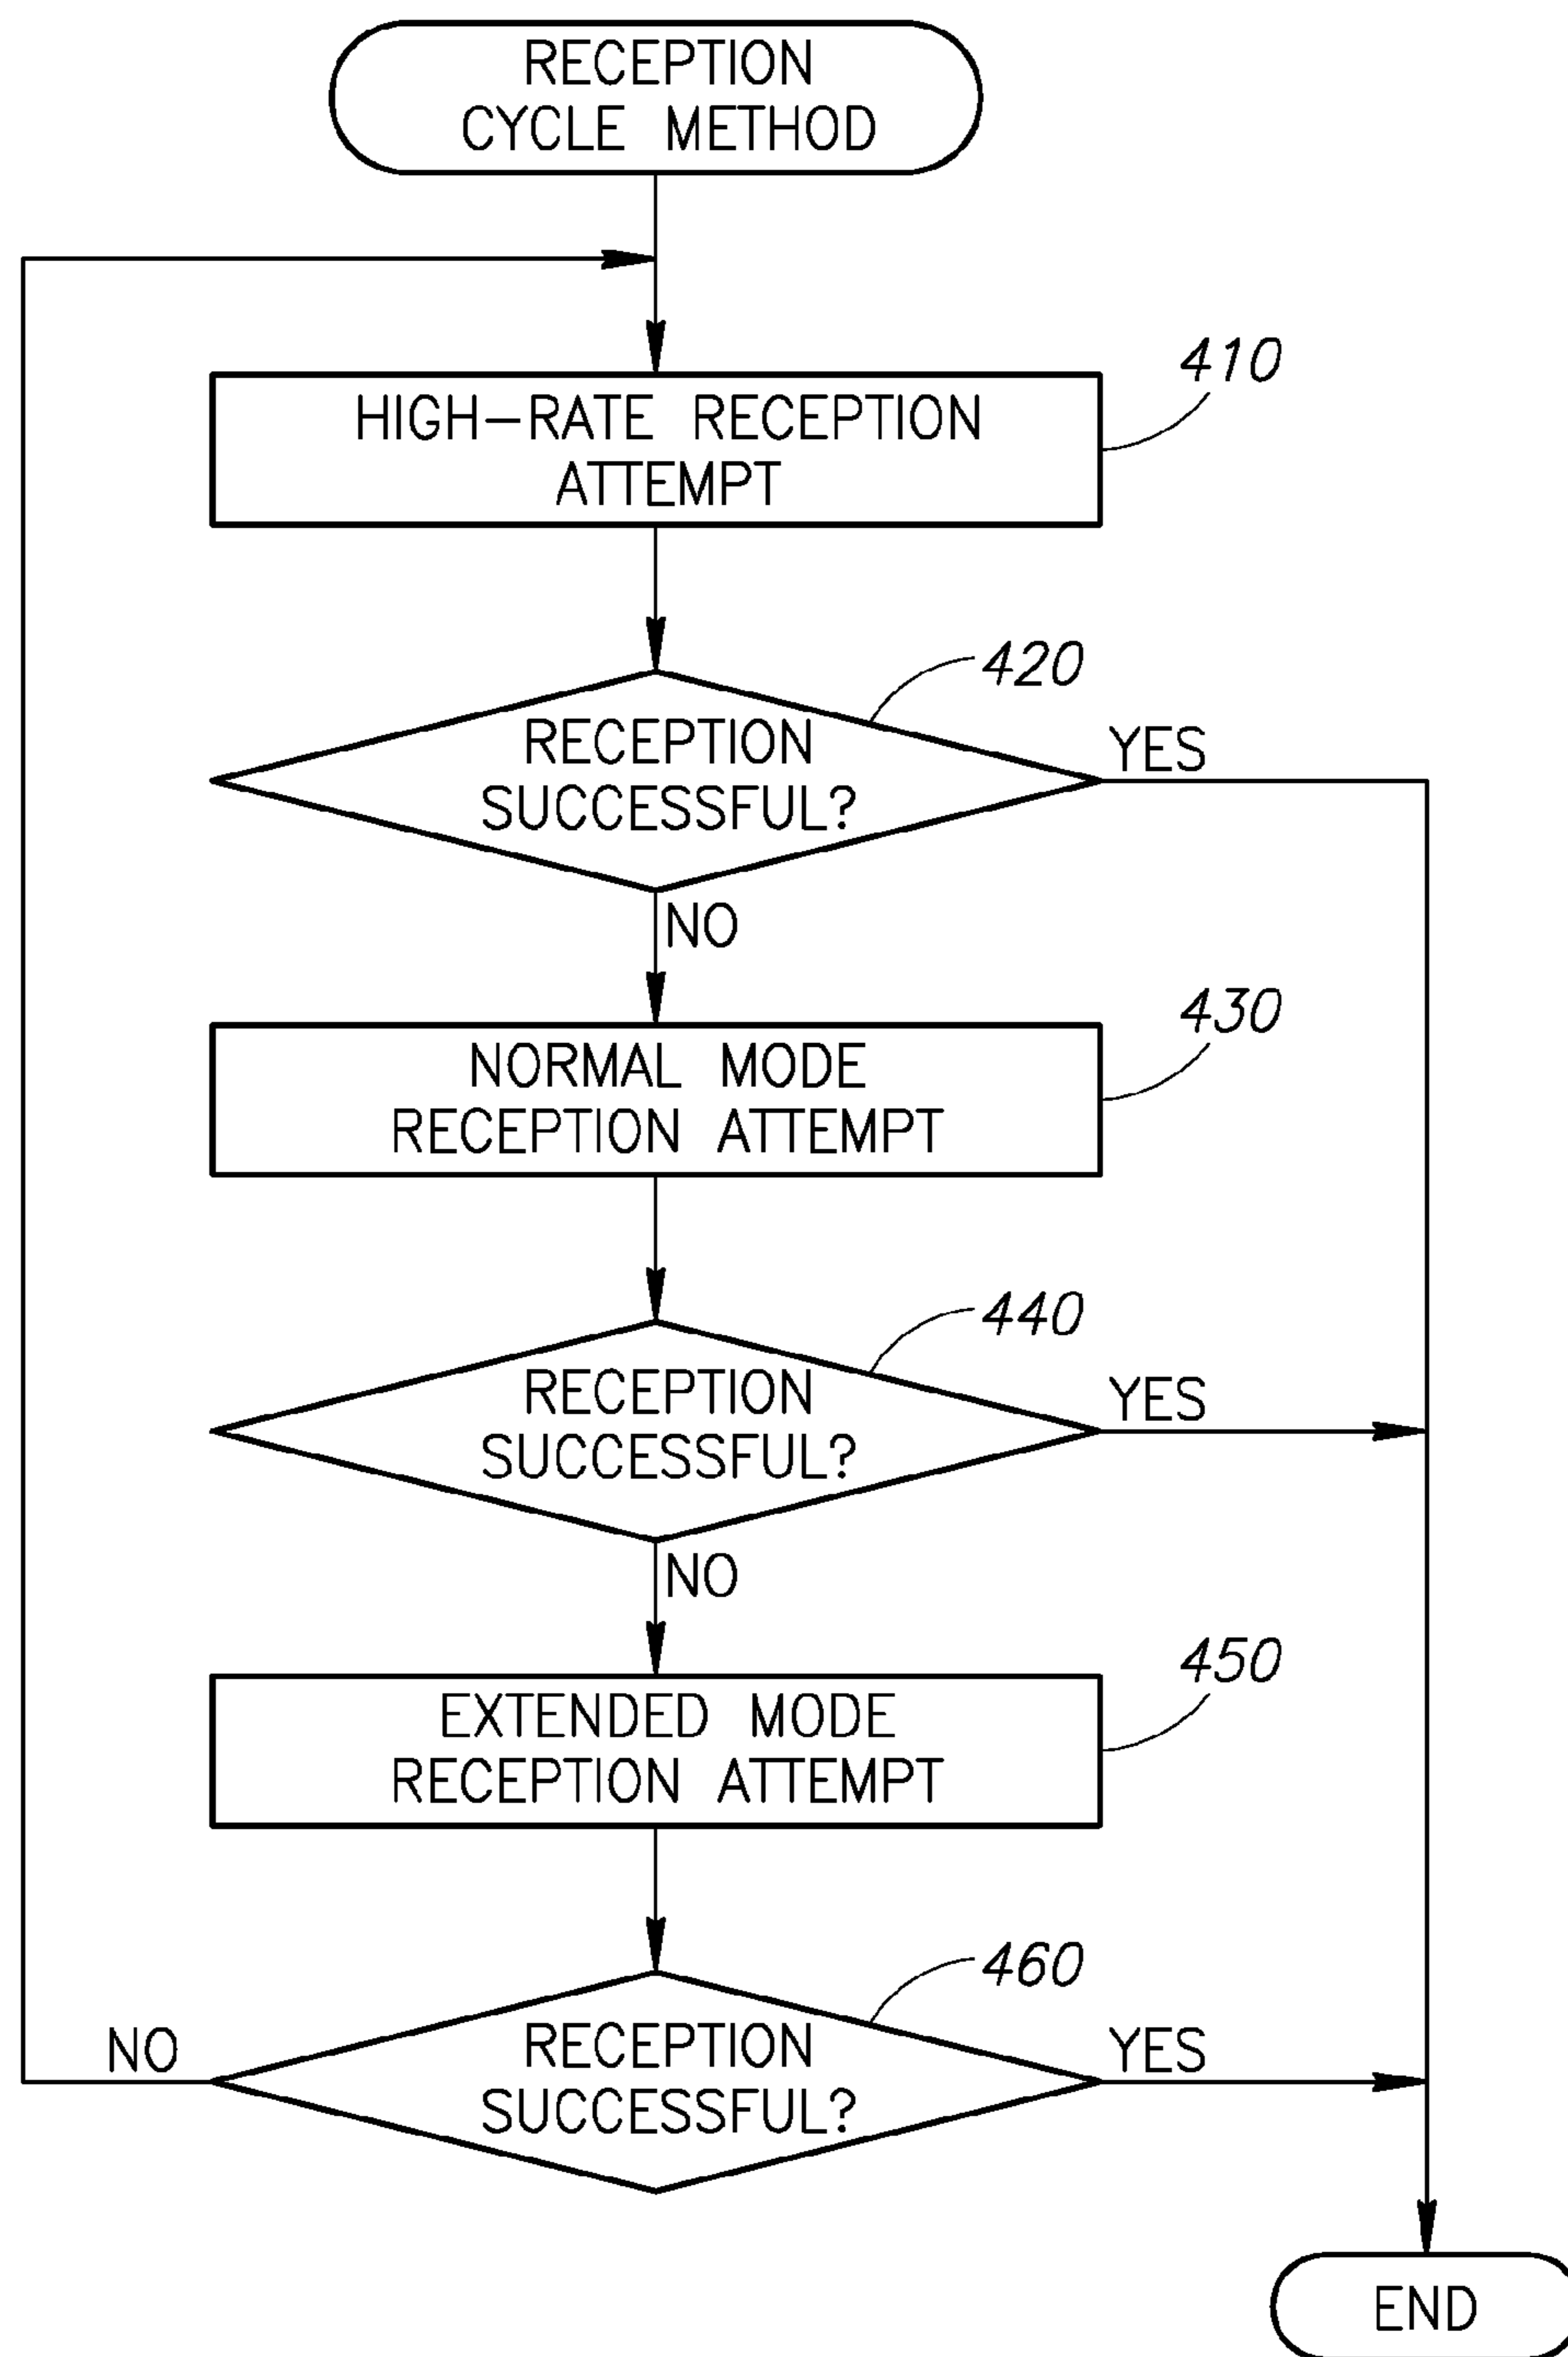 RECEPTION
CYCLE METHOD
410
HIGH-RATE RECEPTION
ATTEMPT
420
RECEPTION
SUCCESSFUL?
YES
NO
430
NORMAL MODE
RECEPTION ATTEMPT
440
RECEPTION
SUCCESSFUL?
YES
NO
450
EXTENDED MODE
RECEPTION ATTEMPT
460
NO
RECEPTION
SUCCESSFUL?
YES
END